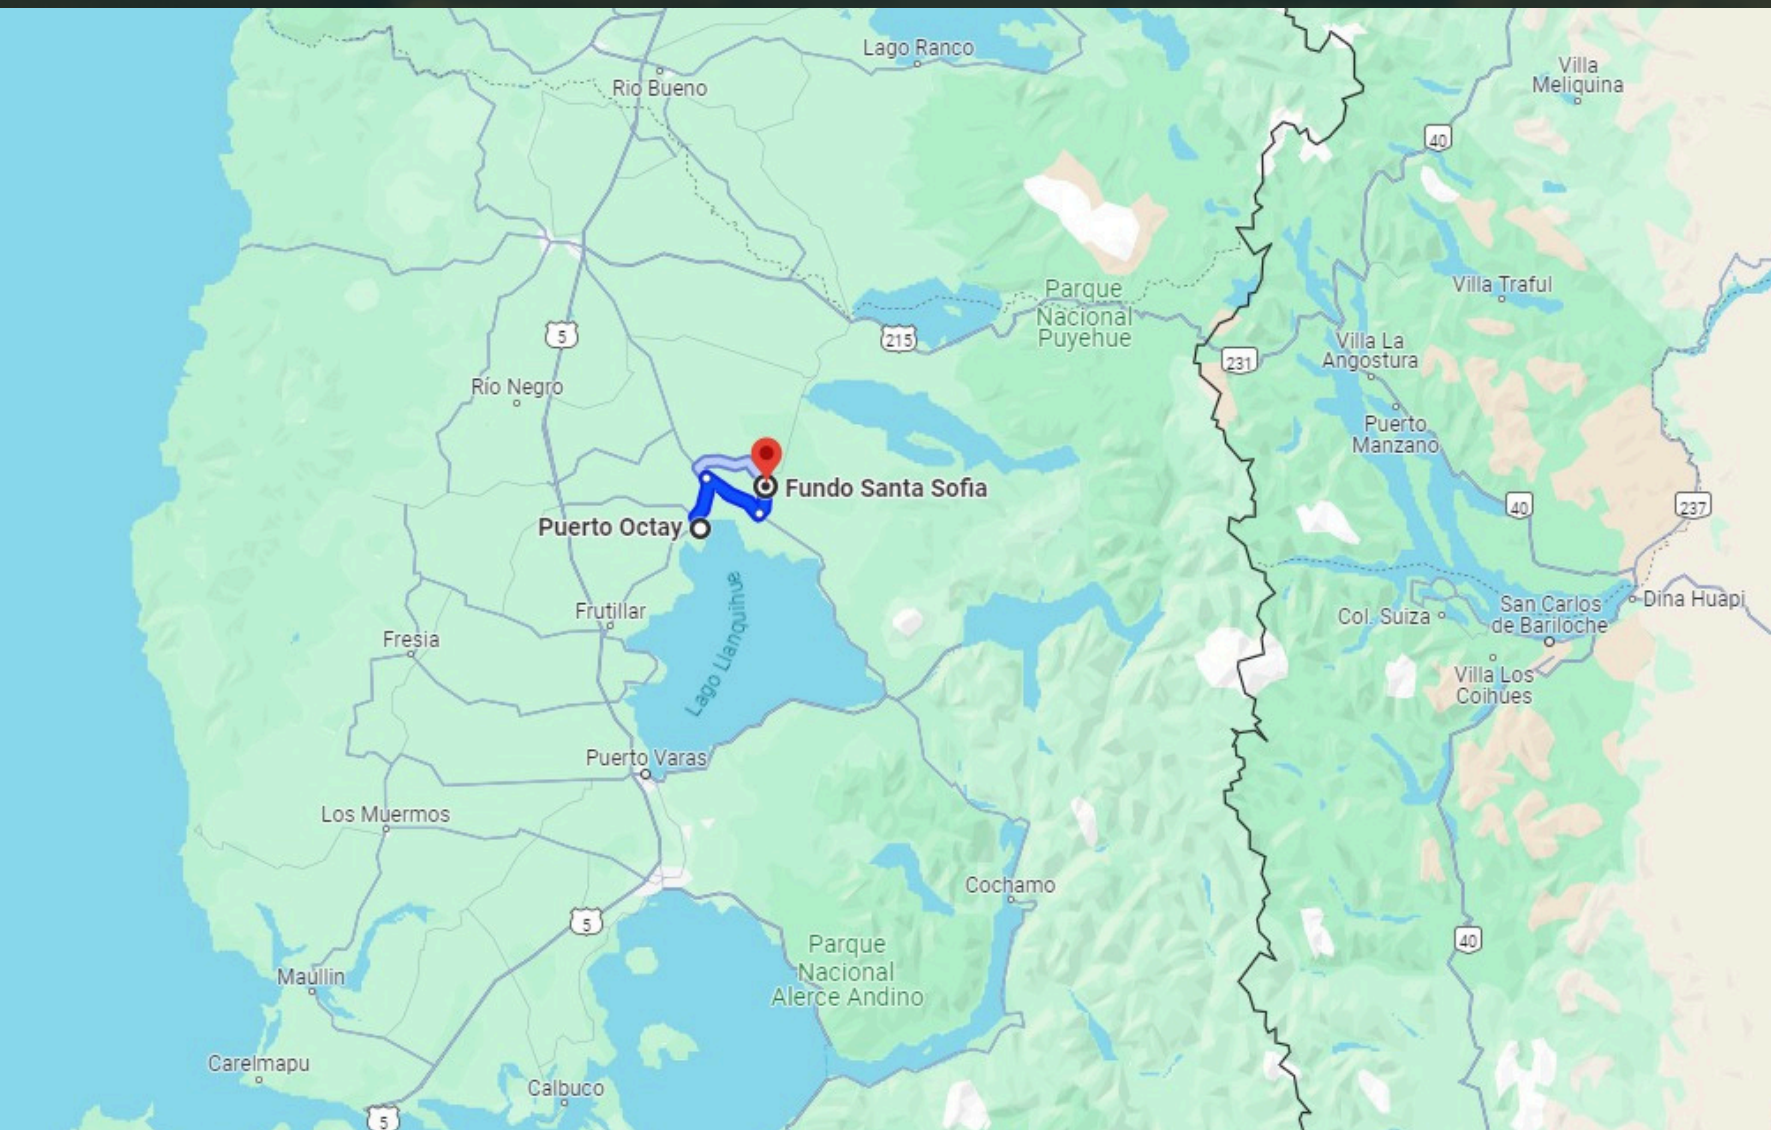 Lago Ranco
Rio Bueno
Villa
Meliquina
40
Parque
Nacional
Puyehue
Villa Traful
5
215
231
Villa La
Angostura
Río Negro
Puerto
Manzano
Fundo Santa Sofia
40
237
Puerto Octay
Lago Llanquihue
Frutillar
Fresia
Col. Suiza
San Carlos
de Bariloche
Dina Huapi
Villa Los
Coihues
Puerto Varas
Los Muermos
Cochamo
5
40
Parque
Nacional
Alerce Andino
Maullin
Carelmapu
Calbuco
5